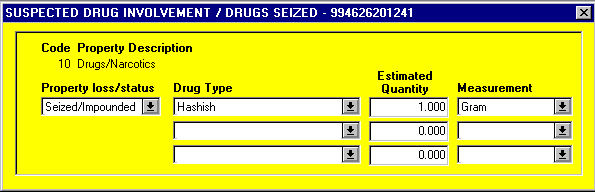 SUSPECTED DRUG INVOLVEMENT / DRUGS SEIZED - 994626201241
Code Property Description
10 Drugs/Narcotics
Property loss/status Drug Type Estimated Quantity Measurement
Seized/Impounded Hashish 1.000 Gram
0.000
0.000